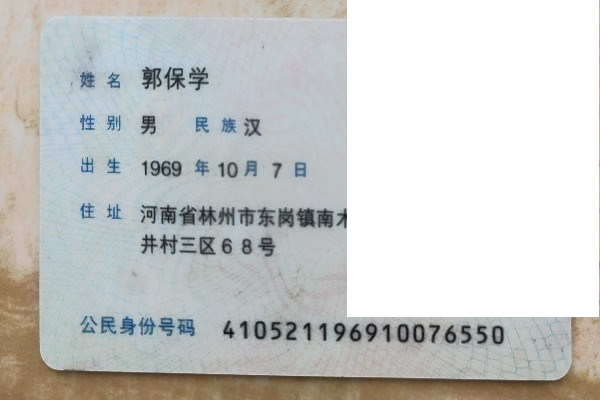 姓名 郭保学
性别 男 民族 汉
出生 1969 年 10 月 7 日
住址 河南省林州市东岗镇南木
井村三区68号
公民身份号码 410521196910076550